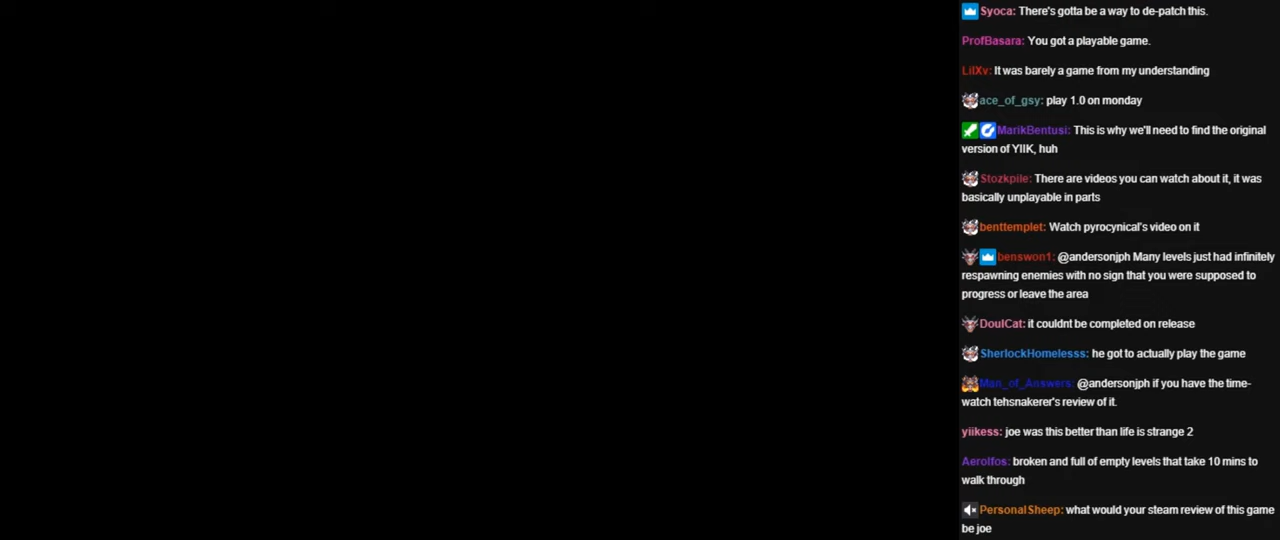 Syoca: There's gotta be a way to de-patch this.
ProfBasara: You got a playable game.
LilXv: It was barely a game from my understanding
ace_of_gsy: play 1.0 on monday
MarikBentusi: This is why we'll need to find the original
version of YIIK, huh
Stozkpile: There are videos you can watch about it, it was
basically unplayable in parts
benttemplet: Watch pyrocynical's video on it
benswon1: @andersonjph Many levels just had infinitely
respawning enemies with no sign that you were supposed to
progress or leave the area
DoulCat: it couldnt be completed on release
SherlockHomelesss: he got to actually play the game
Man_of_Answers: @andersonjph if you have the time-
watch tehsnakerer's review of it.
yiikess: joe was this better than life is strange 2
Aerolfos: broken and full of empty levels that take 10 mins to
walk through
PersonalSheep: what would your steam review of this game
be joe